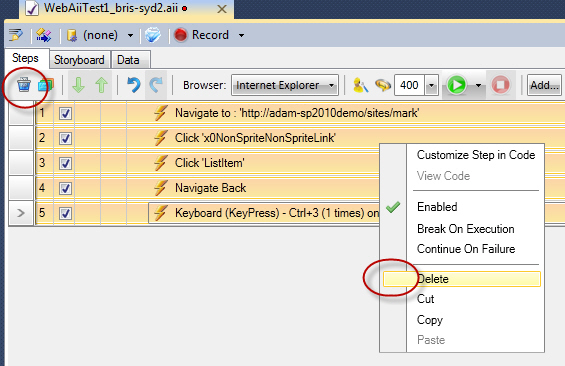 WebAiiTest1_bris-syd2.aii
(none) Record
Steps Storyboard Data
Browser: Internet Explorer 400 Add...
1 Navigate to : 'http://adam-sp2010demo/sites/mark'
2 Click 'x0NonSpriteNonSpriteLink'
3 Click 'ListItem'
4 Navigate Back
5 Keyboard (KeyPress) - Ctrl+3 (1 times) on
Customize Step in Code
View Code
Enabled
Break On Execution
Continue On Failure
Delete
Cut
Copy
Paste